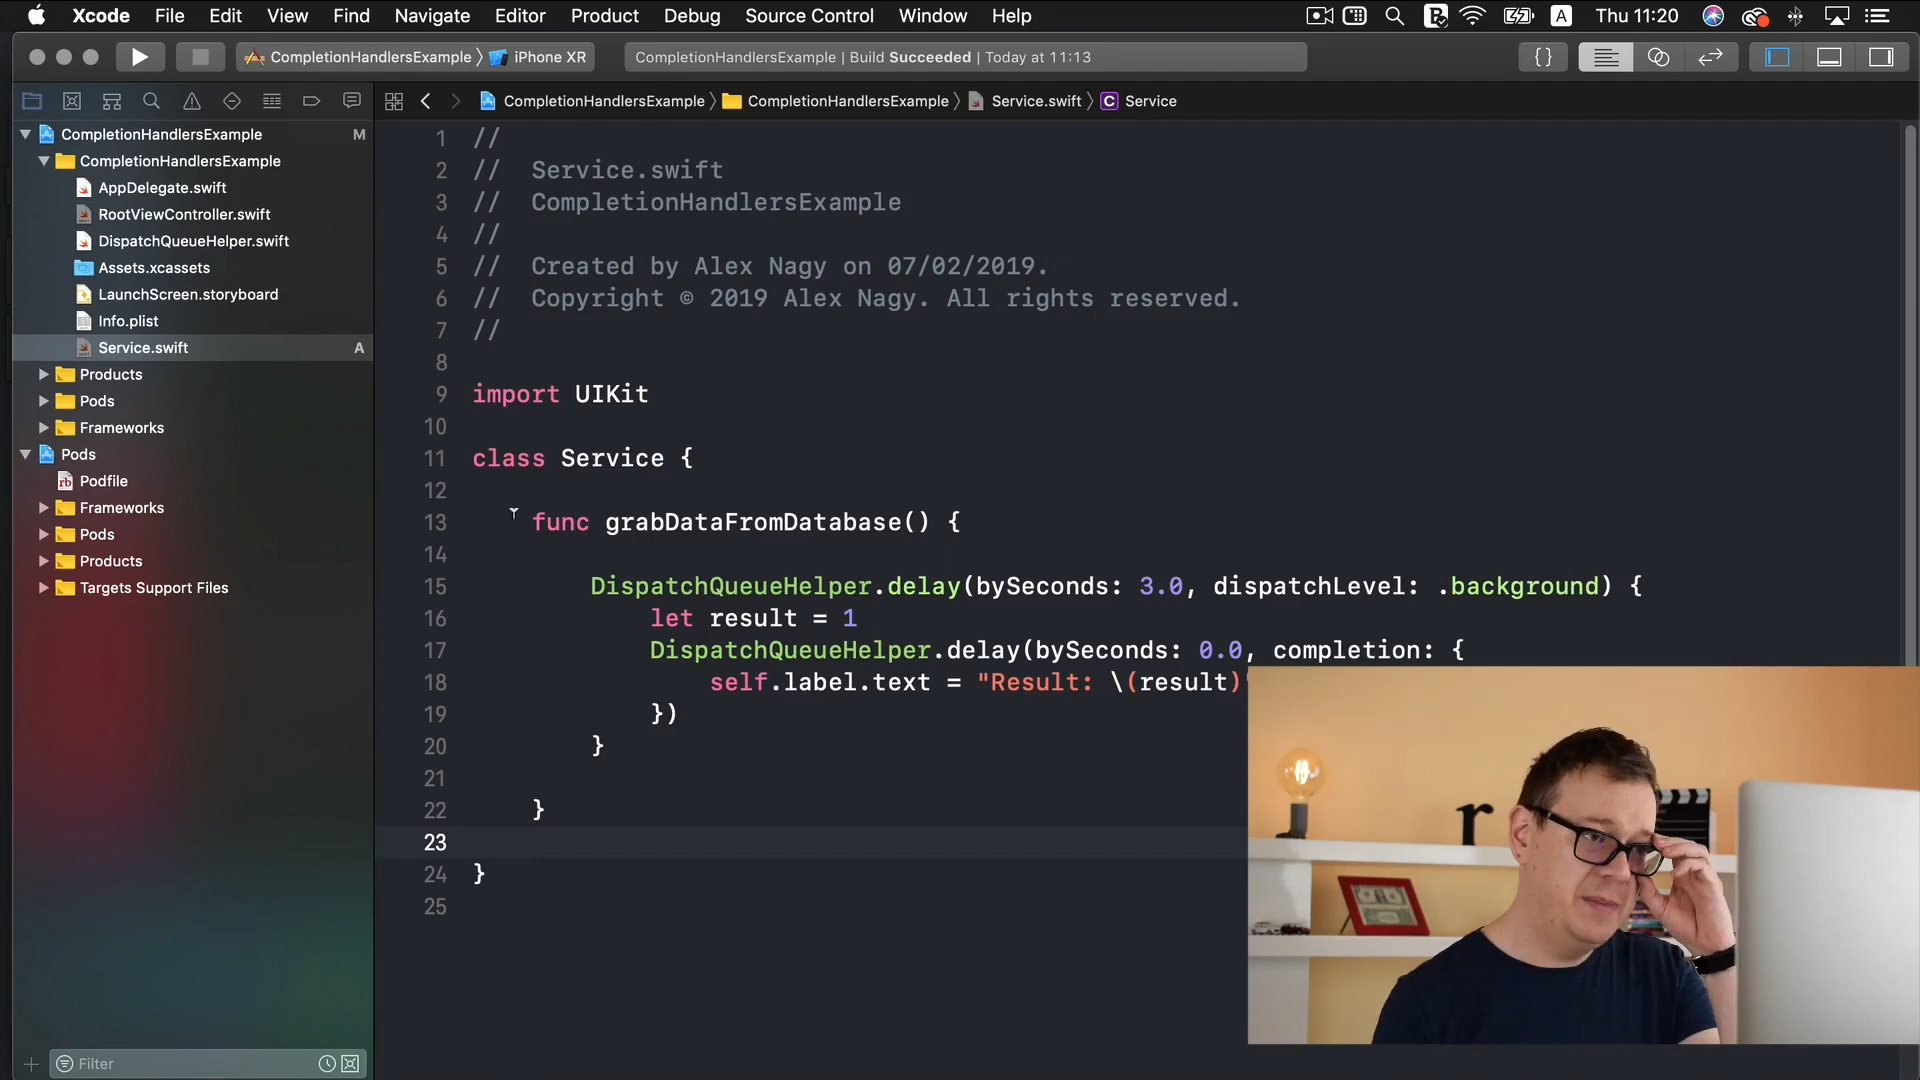 Xcode File Edit View Find Navigate Editor Product Debug Source Control Window Help A Thu 11:20
CompletionHandlersExample 〉 iPhone XR CompletionHandlersExample | Build Succeeded | Today at 11:13 {}
CompletionHandlersExample 〉 CompletionHandlersExample 〉 Service.swift 〉 C Service
CompletionHandlersExample M
CompletionHandlersExample
AppDelegate.swift
RootViewController.swift
DispatchQueueHelper.swift
Assets.xcassets
LaunchScreen.storyboard
Info.plist
Service.swift A
Products
Pods
Frameworks
Pods
rb Podfile
Frameworks
Pods
Products
Targets Support Files
Filter
1 //
2 //  Service.swift
3 //  CompletionHandlersExample
4 //
5 //  Created by Alex Nagy on 07/02/2019.
6 //  Copyright © 2019 Alex Nagy. All rights reserved.
7 //
8
9 import UIKit
10
11 class Service {
12
13     func grabDataFromDatabase() {
14
15         DispatchQueueHelper.delay(bySeconds: 3.0, dispatchLevel: .background) {
16             let result = 1
17             DispatchQueueHelper.delay(bySeconds: 0.0, completion: {
18                 self.label.text = "Result: \(result)"
19             })
20         }
21
22     }
23
24 }
25
r